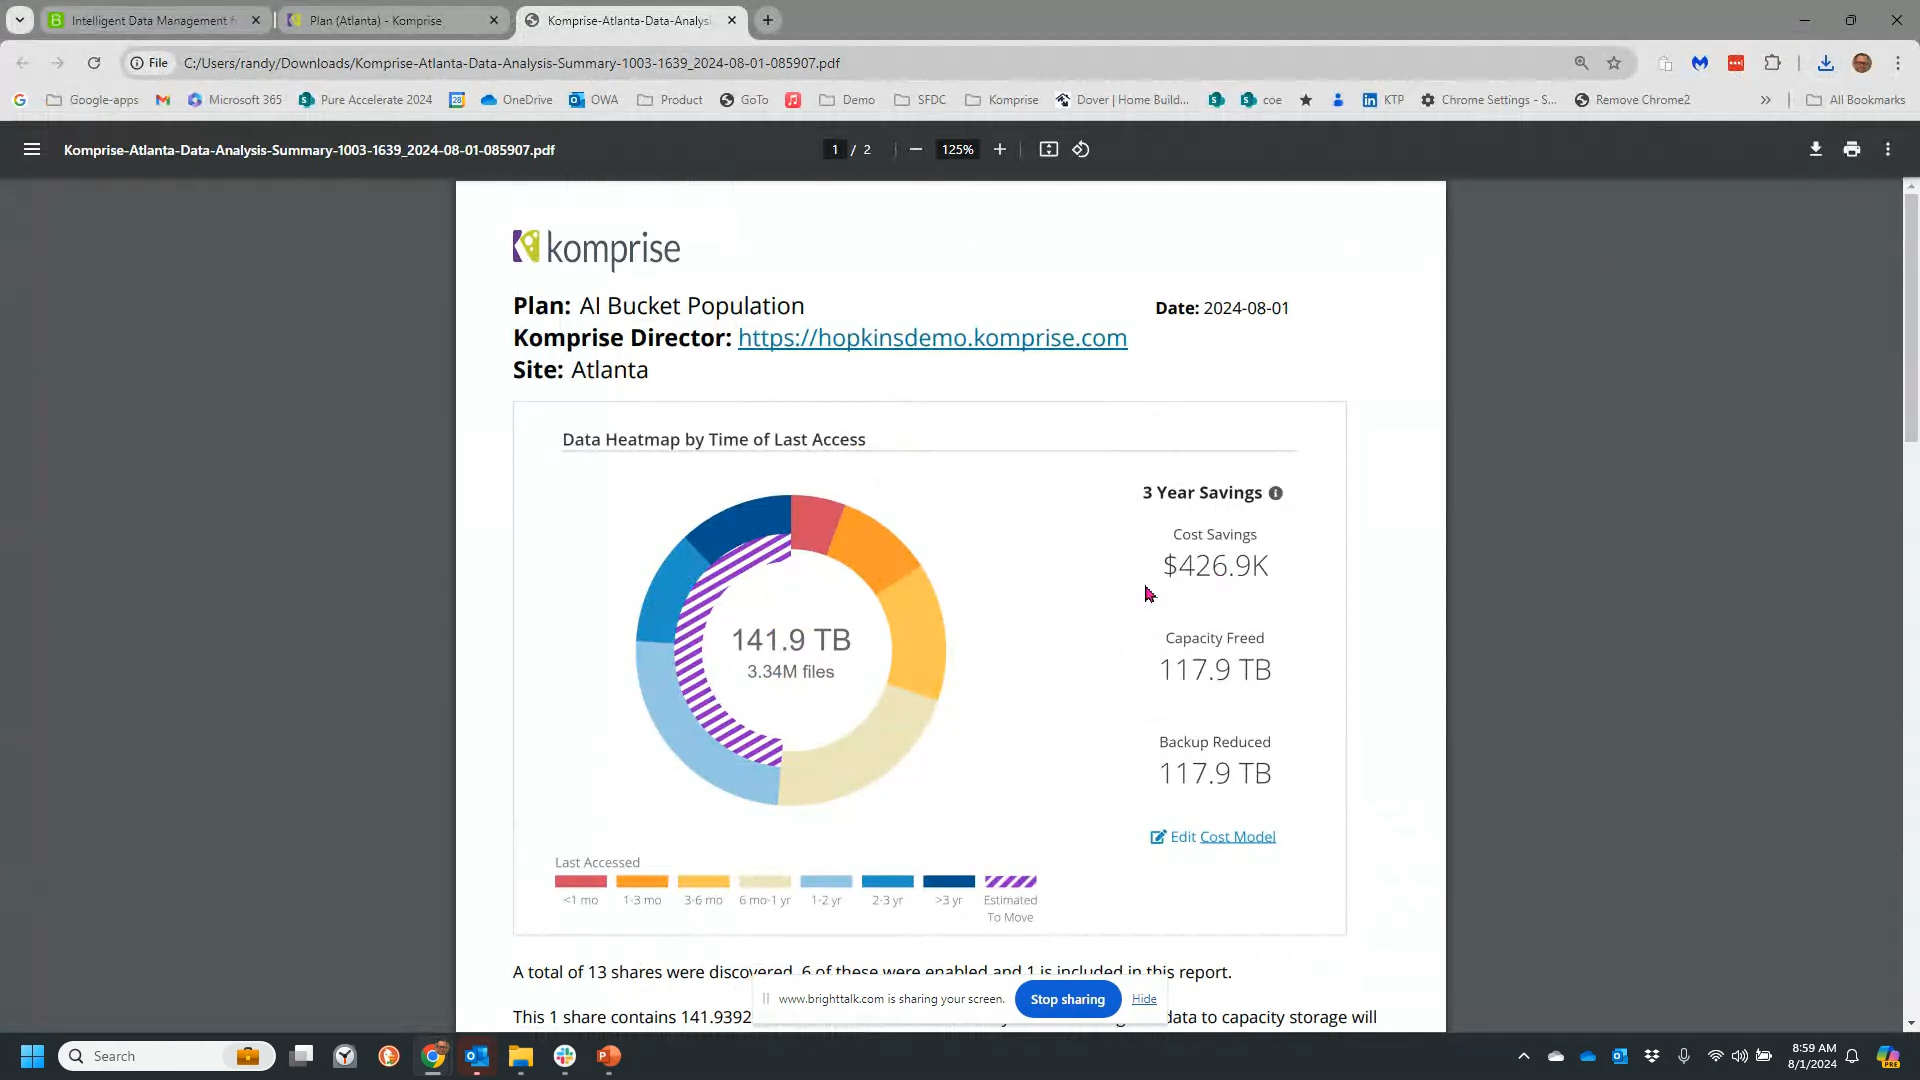 Intelligent Data Management f
Plan (Atlanta) - Komprise
Komprise-Atlanta-Data-Analysi
File
C:/Users/randy/Downloads/Komprise-Atlanta-Data-Analysis-Summary-1003-1639_2024-08-01-085907.pdf
Google-apps
Microsoft 365
Pure Accelerate 2024
OneDrive
OWA
Product
GoTo
Demo
SFDC
Komprise
Dover | Home Build...
coe
KTP
Chrome Settings - S...
Remove Chrome2
All Bookmarks
Komprise-Atlanta-Data-Analysis-Summary-1003-1639_2024-08-01-085907.pdf
1 / 2
125%
komprise
Plan: AI Bucket Population
Date: 2024-08-01
Komprise Director: https://hopkinsdemo.komprise.com
Site: Atlanta
Data Heatmap by Time of Last Access
3 Year Savings
Cost Savings
$426.9K
141.9 TB
3.34M files
Capacity Freed
117.9 TB
Backup Reduced
117.9 TB
Edit Cost Model
Last Accessed
<1 mo
1-3 mo
3-6 mo
6 mo-1 yr
1-2 yr
2-3 yr
>3 yr
Estimated
To Move
A total of 13 shares were discovered, 6 of these were enabled and 1 is included in this report.
www.brighttalk.com is sharing your screen.
Stop sharing
Hide
This 1 share contains 141.9392
data to capacity storage will
Search
8:59 AM
8/1/2024